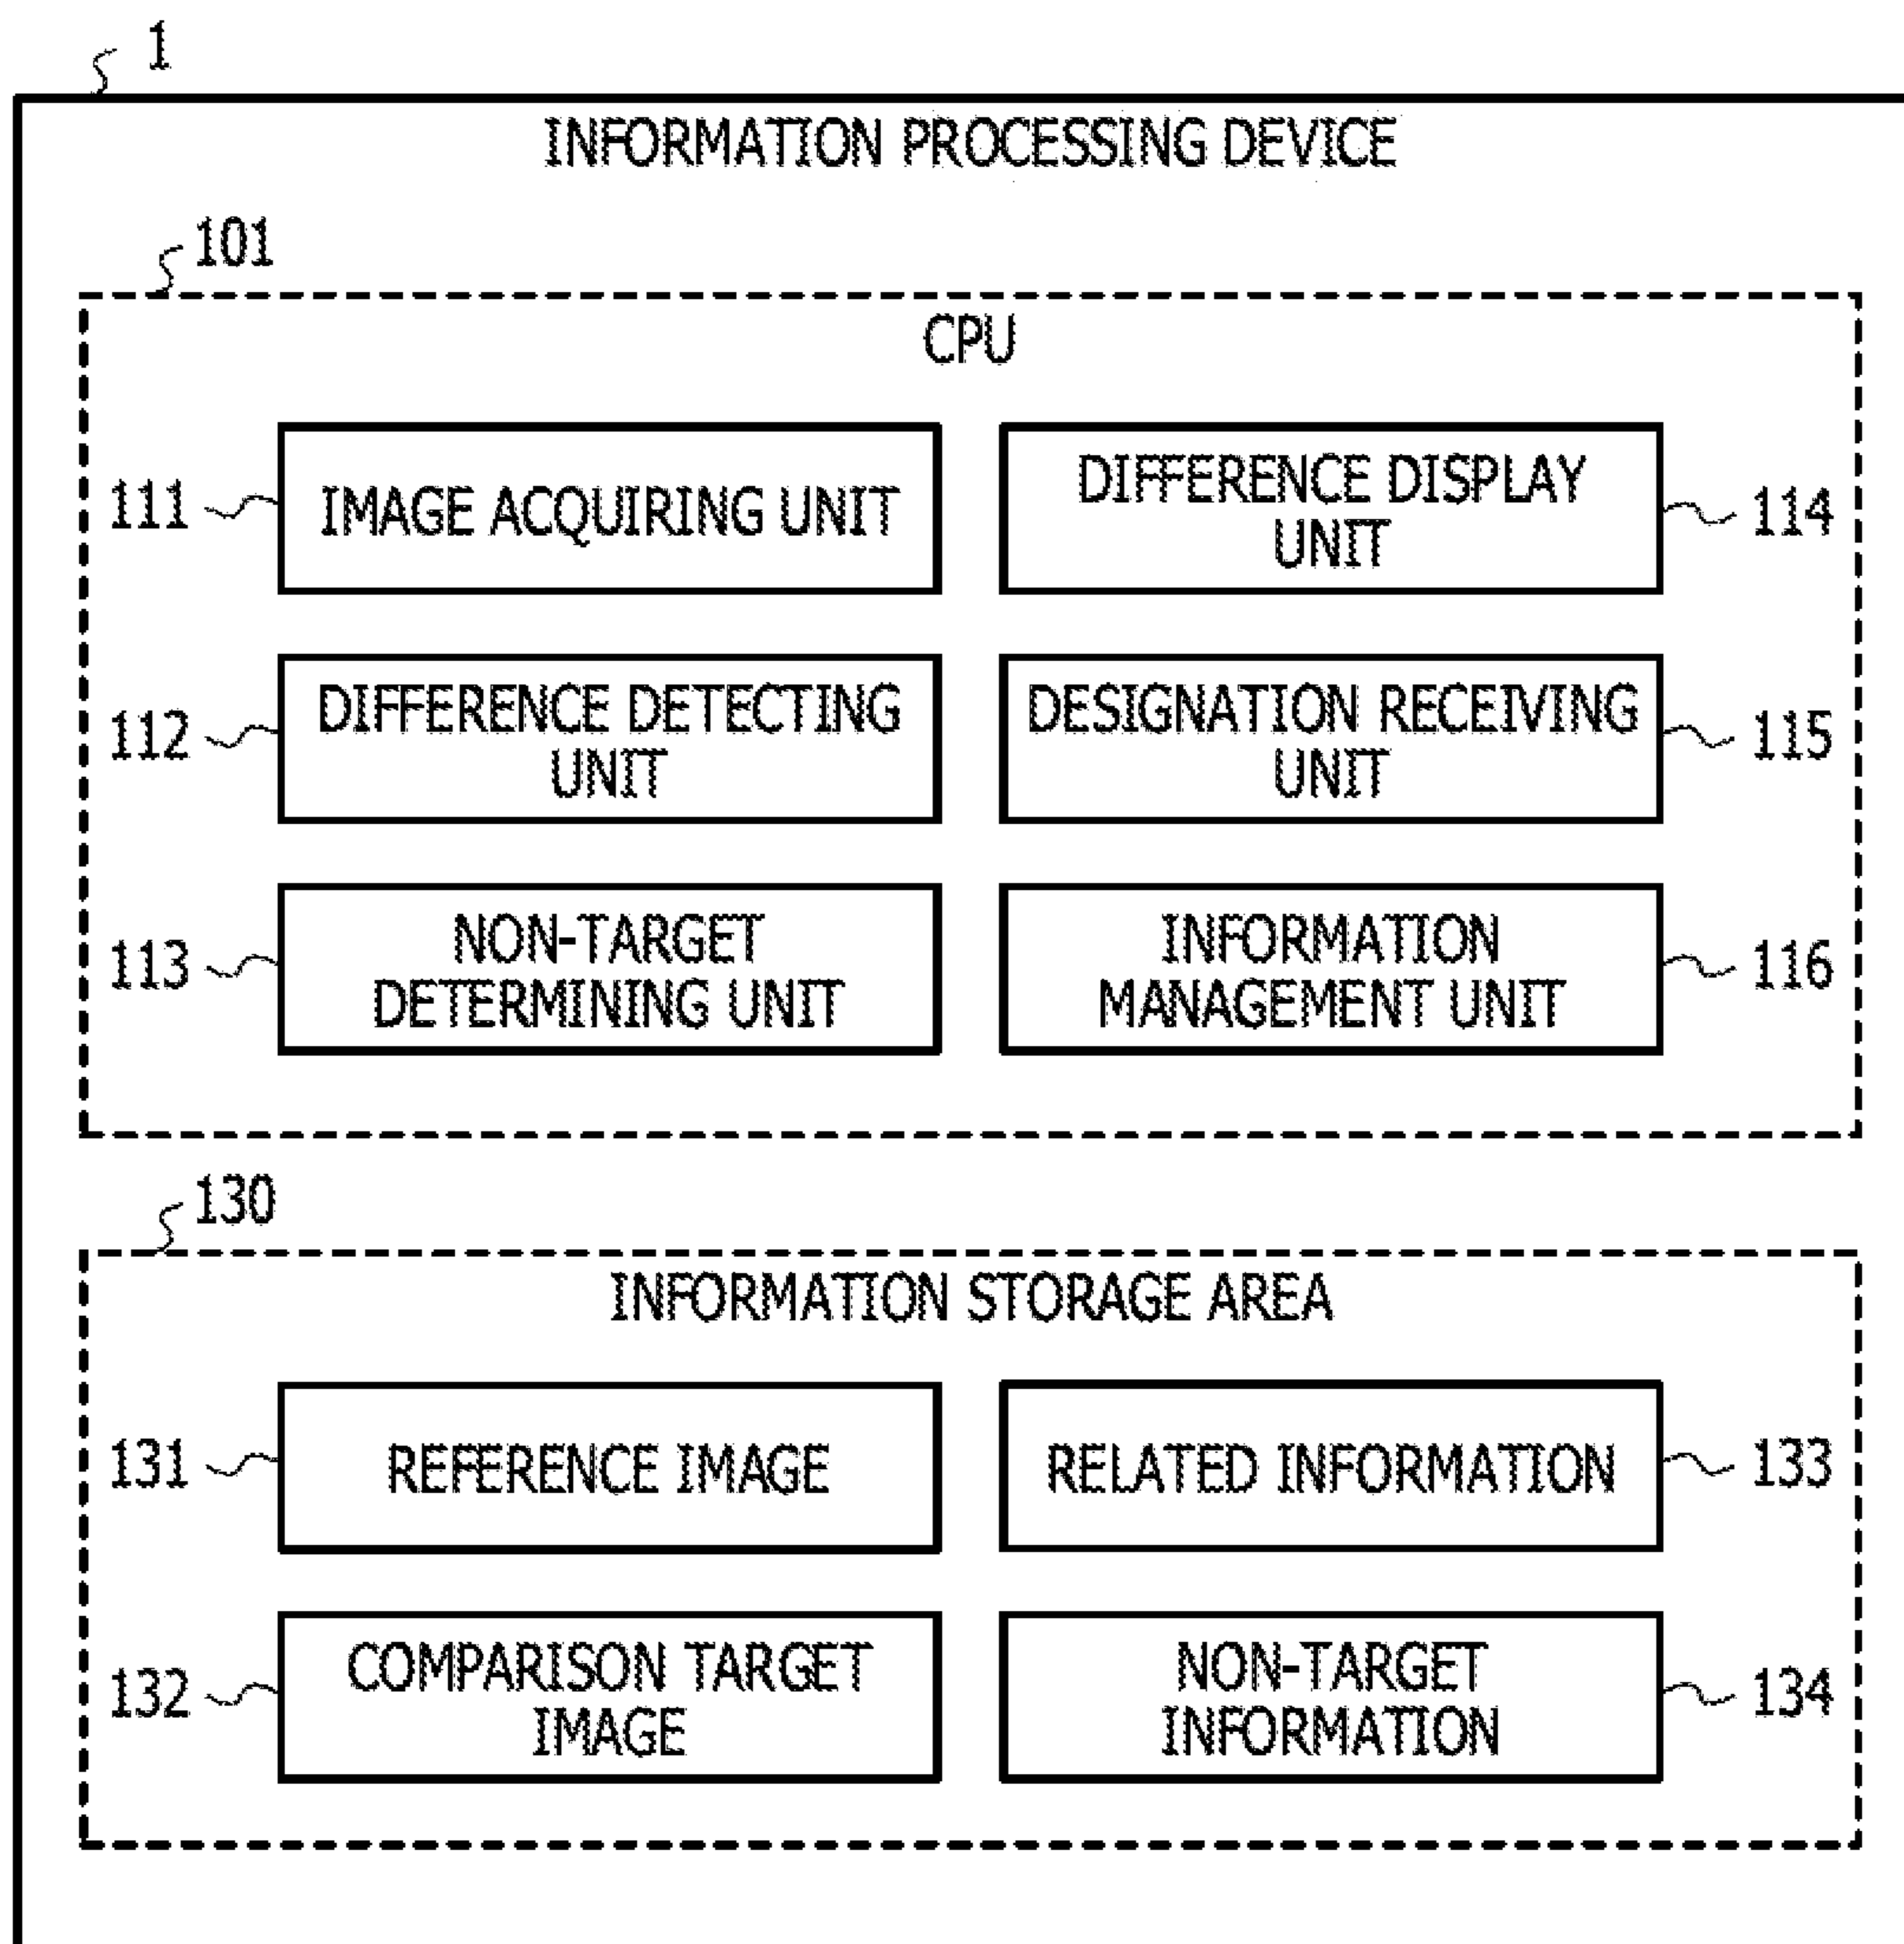 1
INFORMATION PROCESSING DEVICE
101
CPU
111
IMAGE ACQUIRING UNIT
DIFFERENCE DISPLAY
UNIT
114
112
DIFFERENCE DETECTING
UNIT
DESIGNATION RECEIVING
UNIT
115
113
NON-TARGET
DETERMINING UNIT
INFORMATION
MANAGEMENT UNIT
116
130
INFORMATION STORAGE AREA
131
REFERENCE IMAGE
RELATED INFORMATION
133
132
COMPARISON TARGET
IMAGE
NON-TARGET
INFORMATION
134